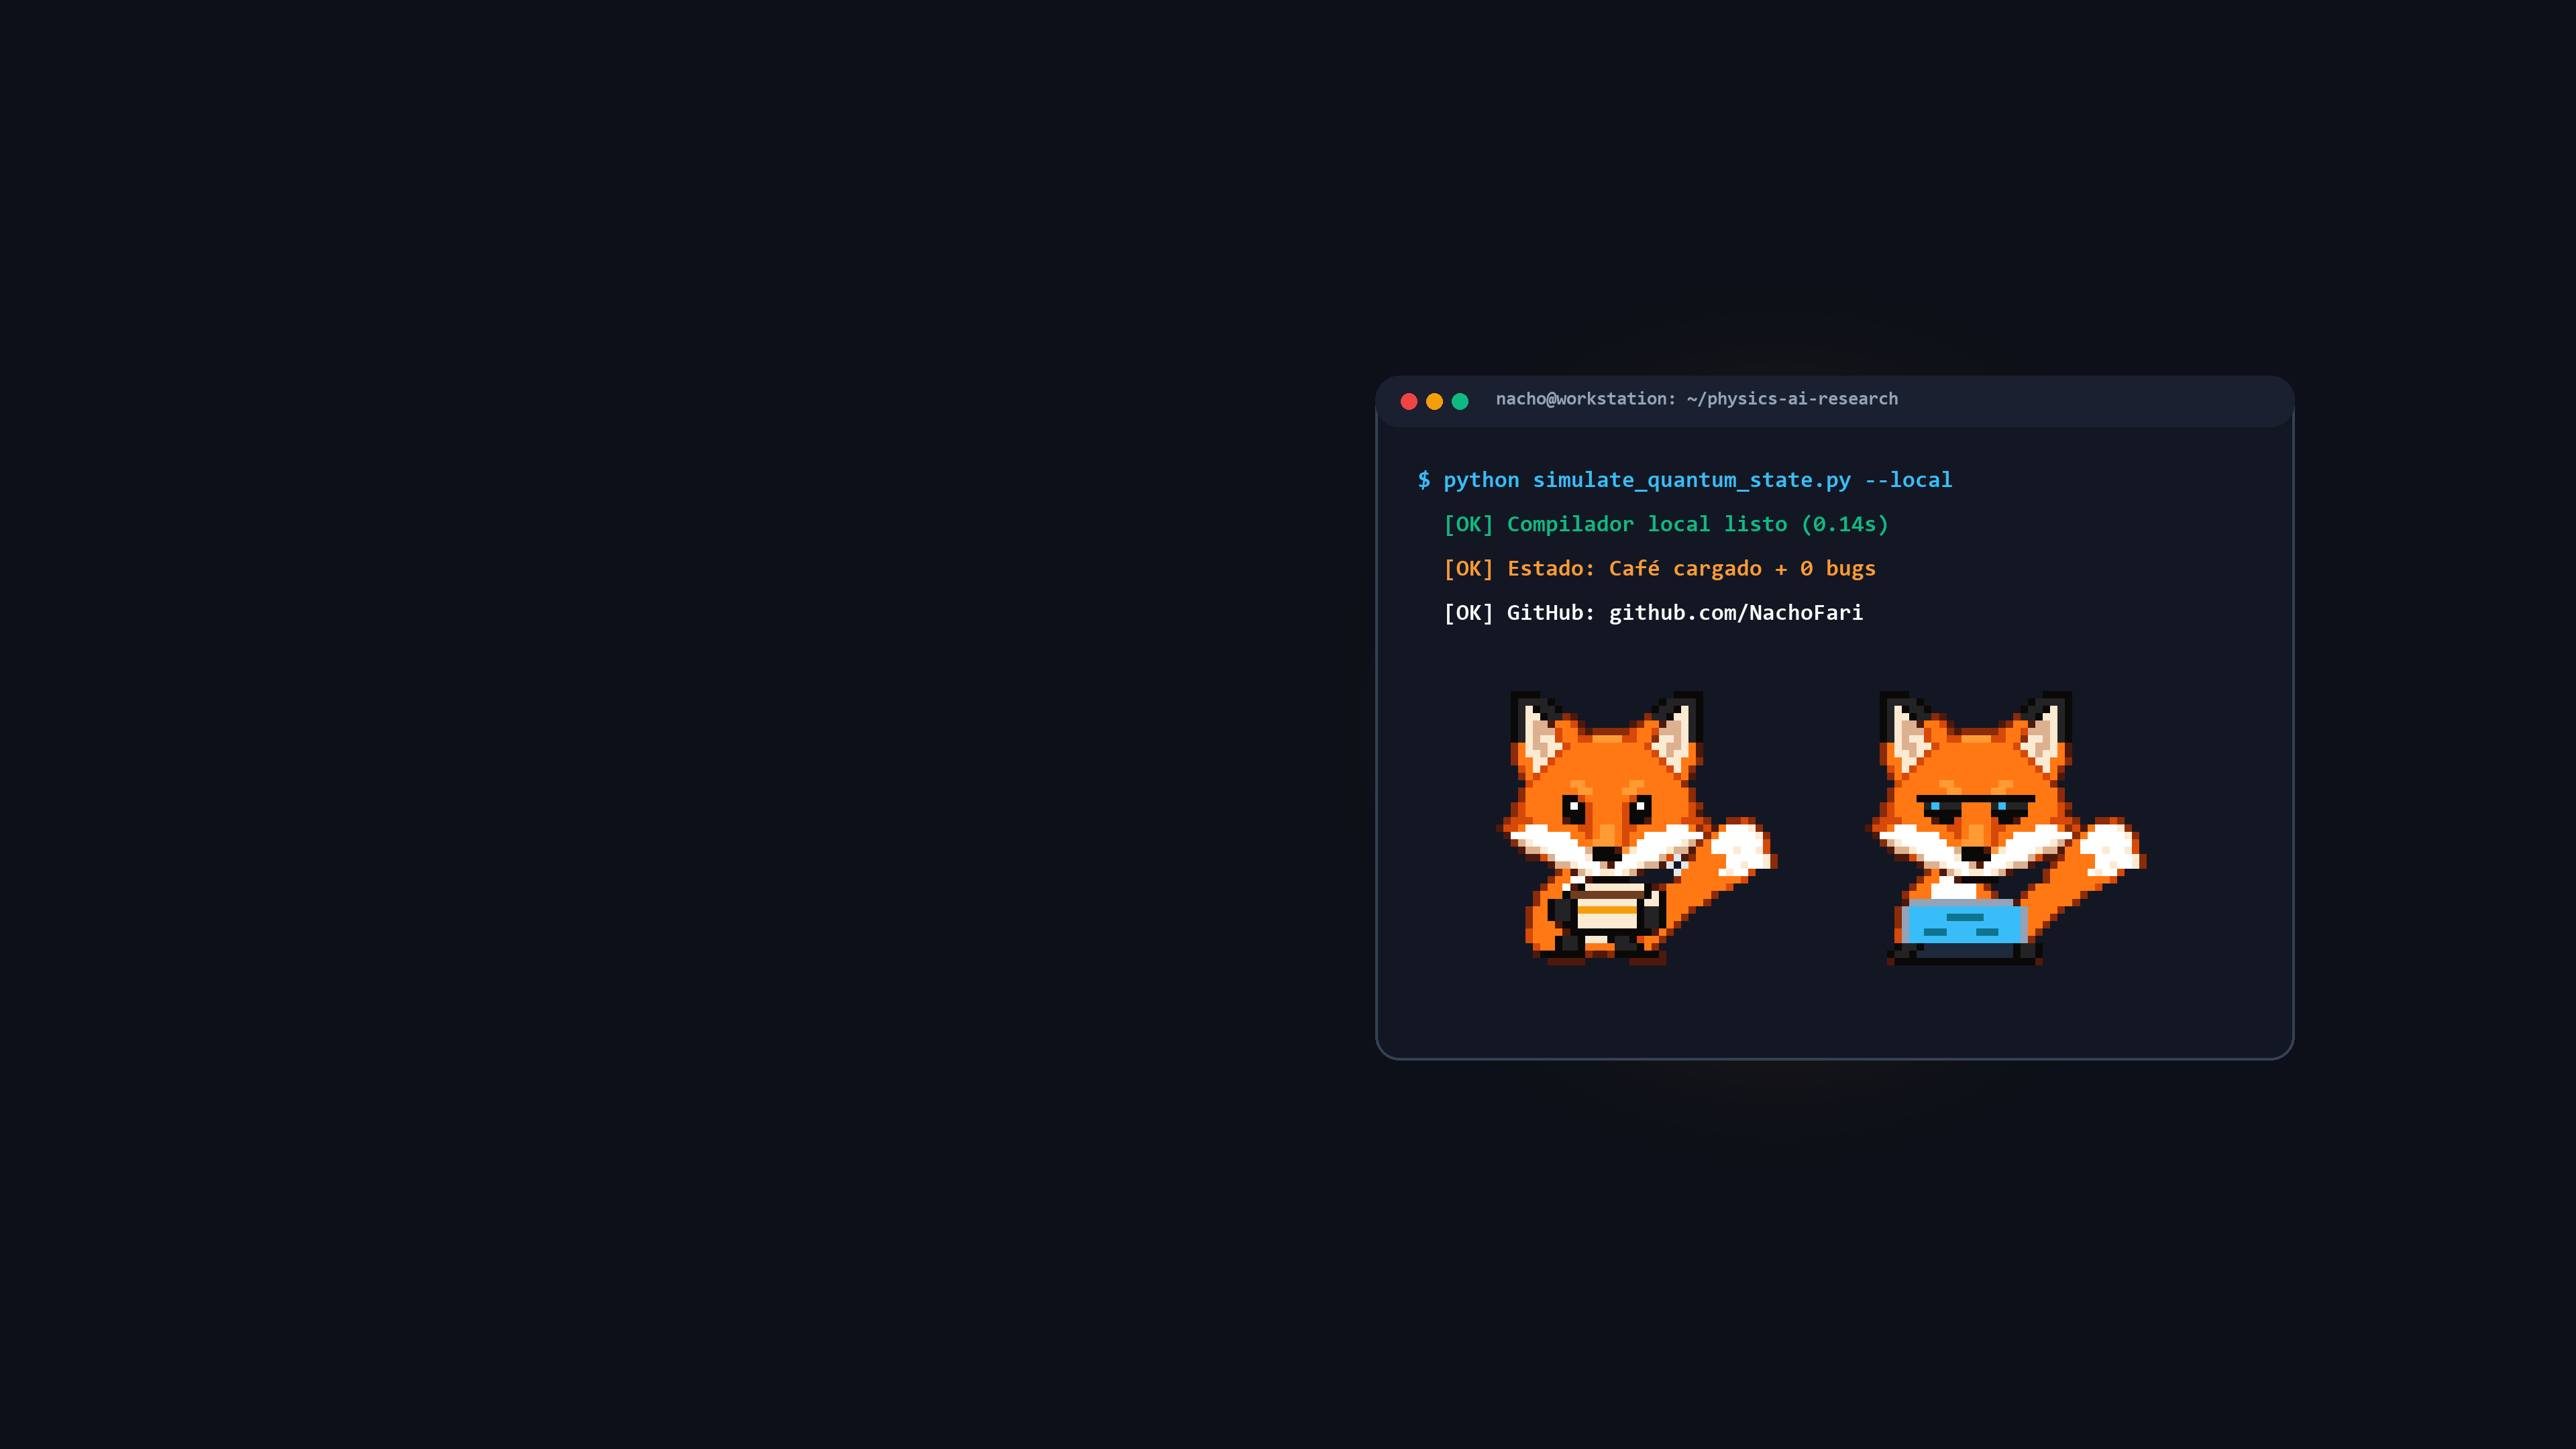 nacho@workstation: ~/physics-ai-research
$ python simulate_quantum_state.py --local
[OK] Compilador local listo (0.14s)
[OK] Estado: Café cargado + 0 bugs
[OK] GitHub: github.com/NachoFari